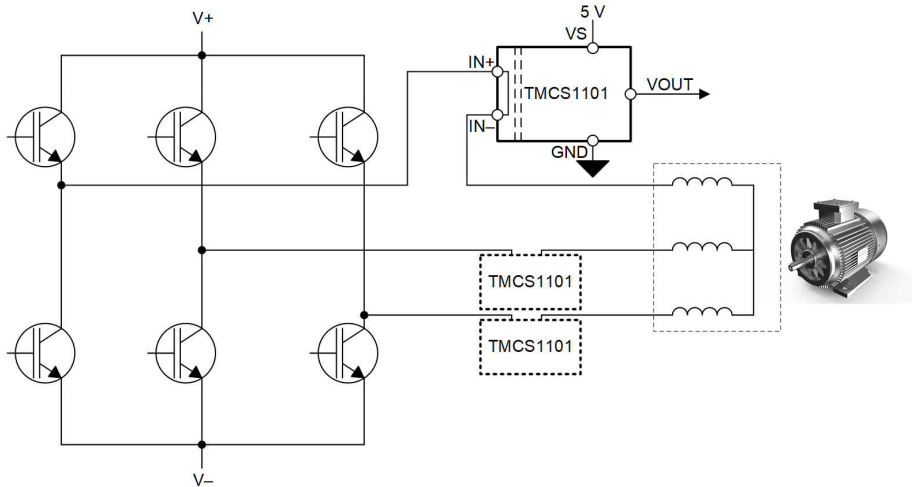 V+
5 V
VS
IN+
TMCS1101
VOUT
IN–
GND
TMCS1101
TMCS1101
V–